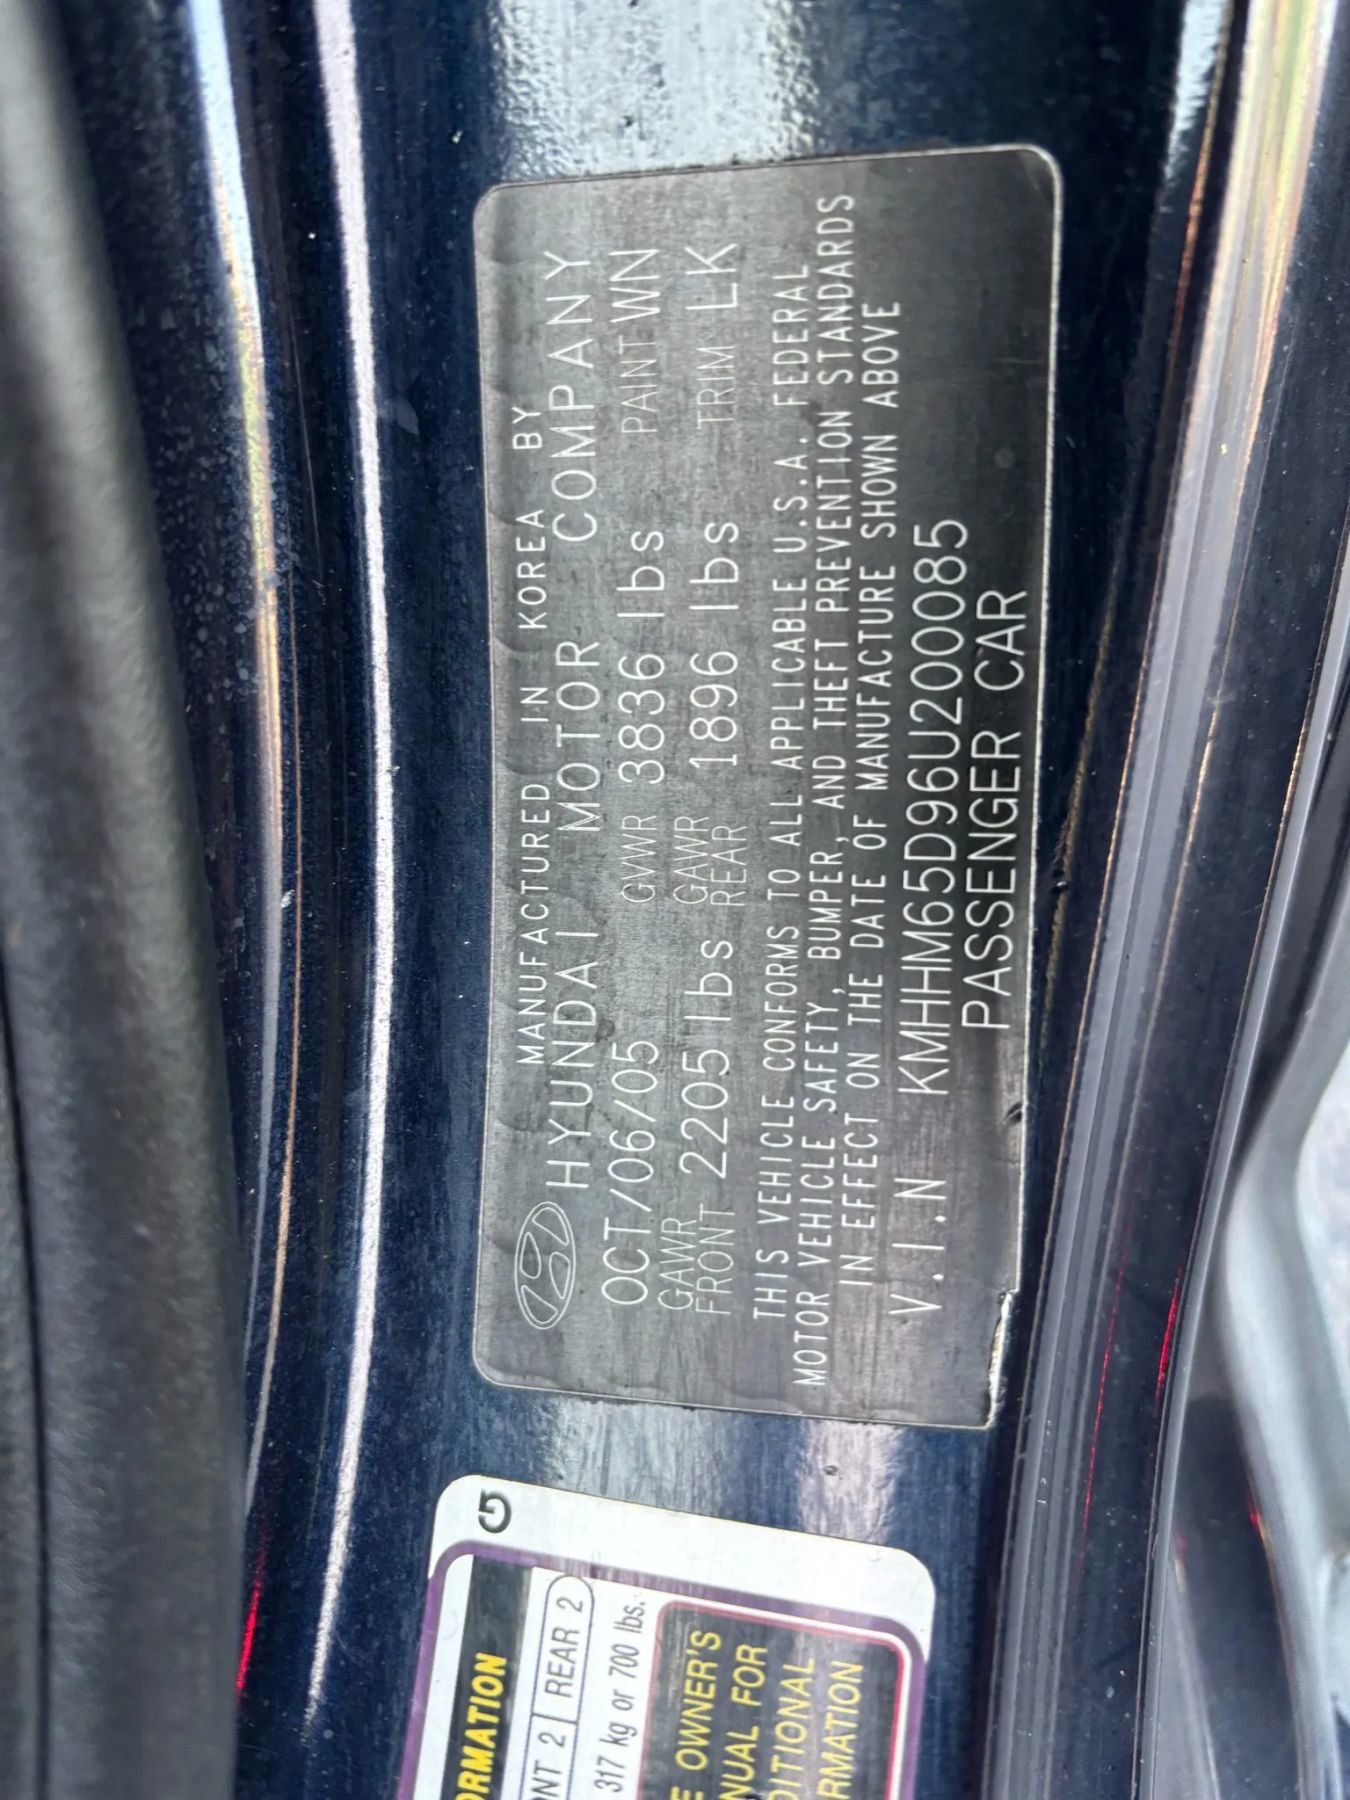 MANUFACTURED IN KOREA BY
HYUNDAI MOTOR COMPANY
OCT/06/05 GVWR 3836 lbs PAINT WN
GAWR FRONT 2205 lbs GAWR REAR 1896 lbs TRIM LK
THIS VEHICLE CONFORMS TO ALL APPLICABLE U.S.A. FEDERAL
MOTOR VEHICLE SAFETY, BUMPER, AND THEFT PREVENTION STANDARDS
IN EFFECT ON THE DATE OF MANUFACTURE SHOWN ABOVE
V.I.N KMHHM65D96U200085
PASSENGER CAR
G
ORMATION
ONT 2 REAR 2
317 kg or 700 lbs.
E OWNER'S
NUAL FOR
DITIONAL
RMATION